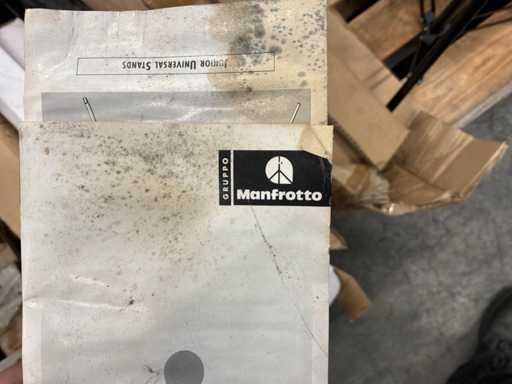 JUNIOR UNIVERSAL STANDS
GRUPPO
Manfrotto